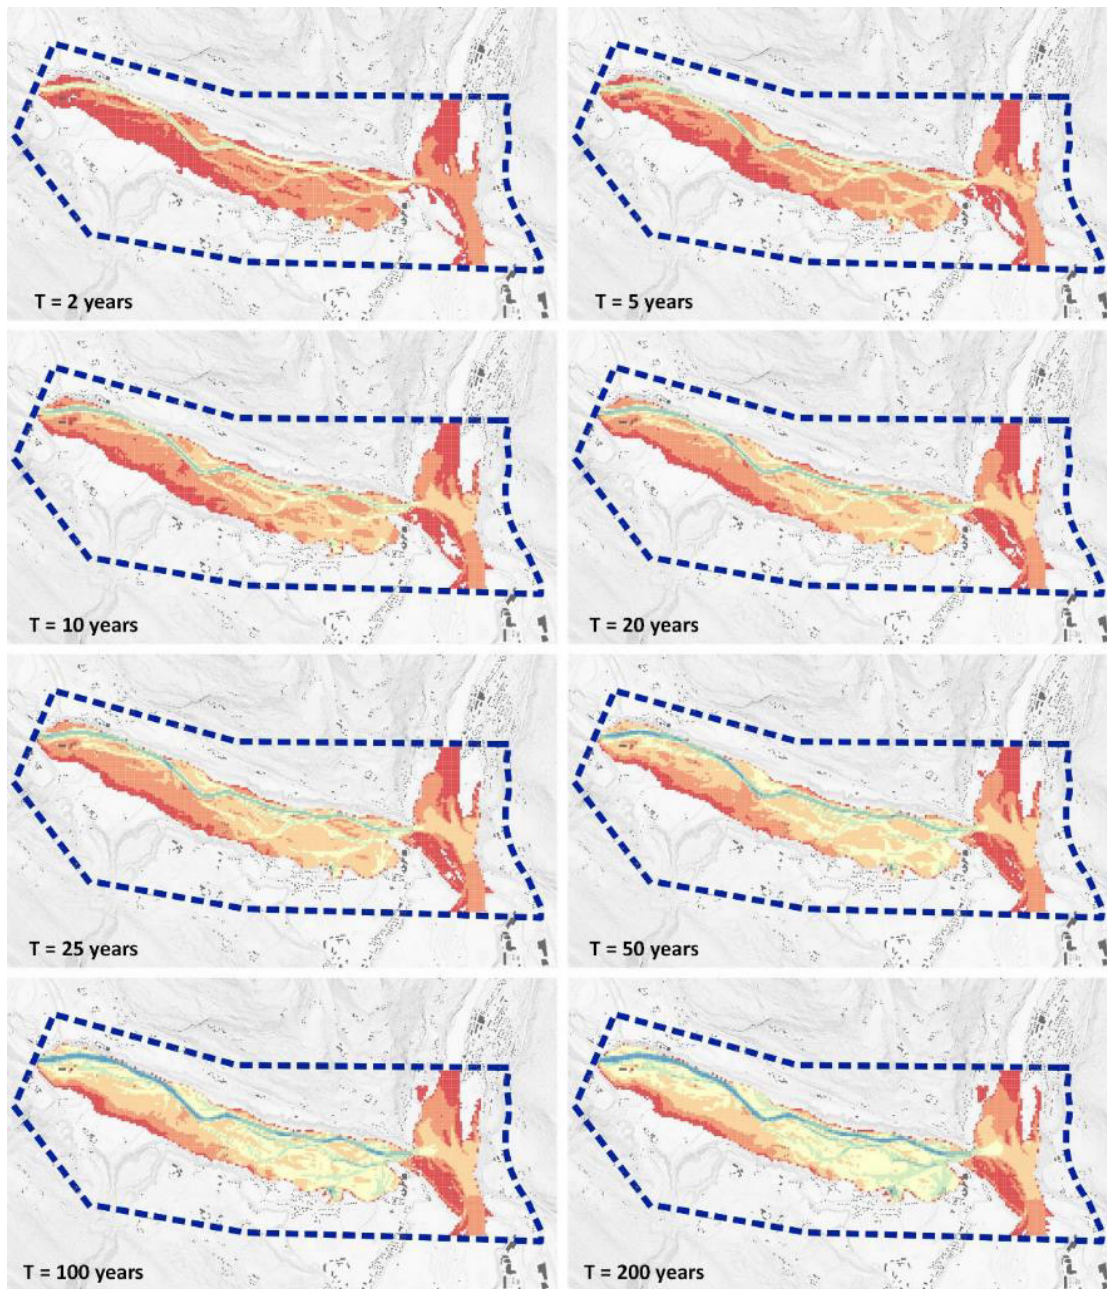 T = 2 years
T = 5 years
T = 10 years
T = 20 years
T = 25 years
T = 50 years
T = 100 years
T = 200 years